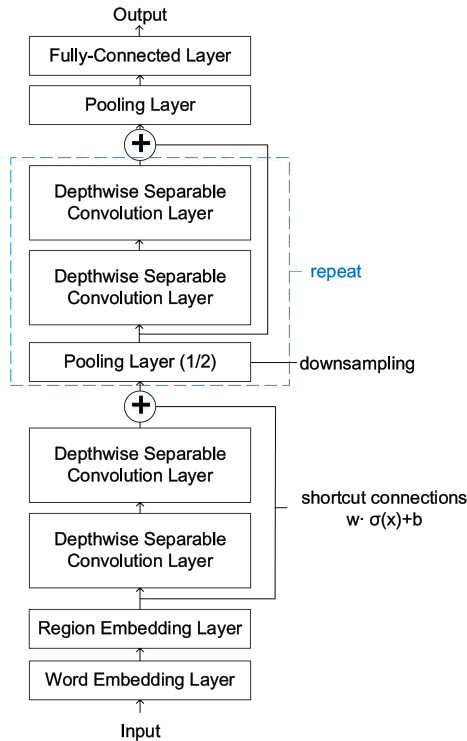 Output
Fully-Connected Layer
Pooling Layer
+
Depthwise Separable
Convolution Layer
Depthwise Separable
Convolution Layer
repeat
Pooling Layer (1/2)
downsampling
+
Depthwise Separable
Convolution Layer
shortcut connections
w· σ(x)+b
Depthwise Separable
Convolution Layer
Region Embedding Layer
Word Embedding Layer
Input